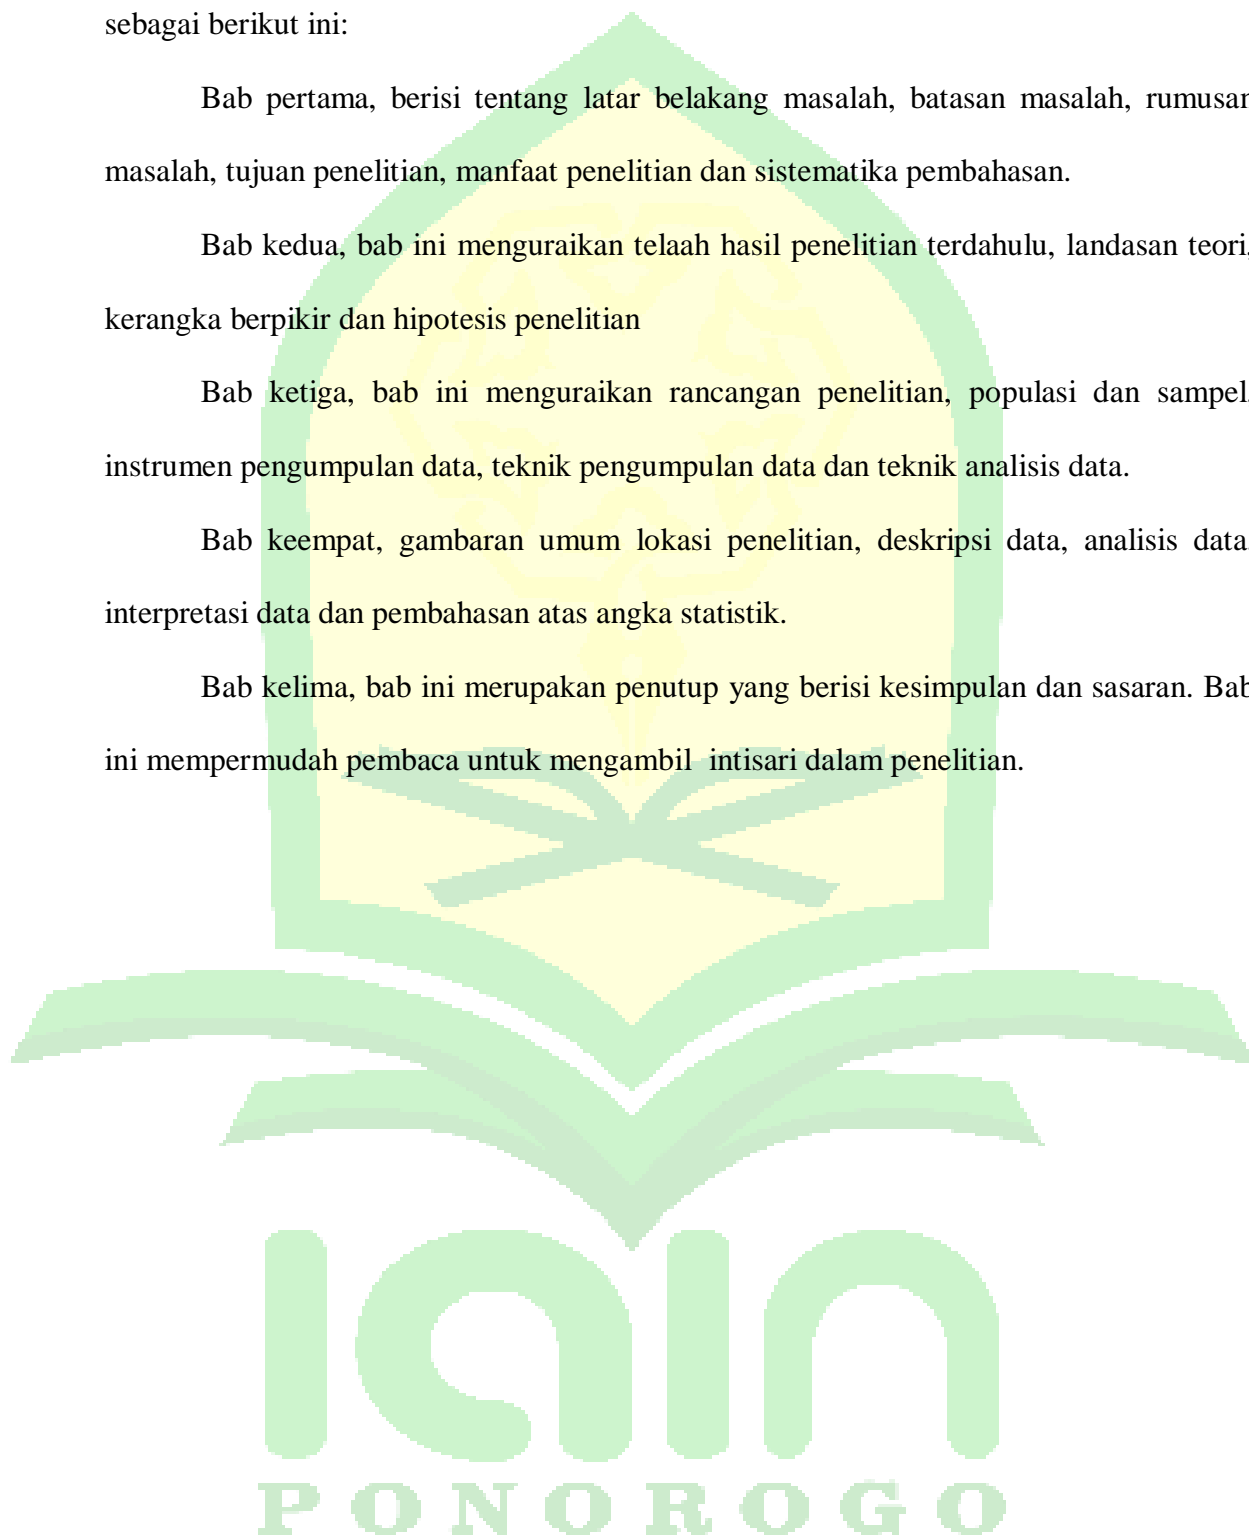 sebagai berikut ini:
Bab pertama, berisi tentang latar belakang masalah, batasan masalah, rumusan
masalah, tujuan penelitian, manfaat penelitian dan sistematika pembahasan.
Bab kedua, bab ini menguraikan telaah hasil penelitian terdahulu, landasan teori,
kerangka berpikir dan hipotesis penelitian
Bab ketiga, bab ini menguraikan rancangan penelitian, populasi dan sampel,
instrumen pengumpulan data, teknik pengumpulan data dan teknik analisis data.
Bab keempat, gambaran umum lokasi penelitian, deskripsi data, analisis data,
interpretasi data dan pembahasan atas angka statistik.
Bab kelima, bab ini merupakan penutup yang berisi kesimpulan dan sasaran. Bab
ini mempermudah pembaca untuk mengambil intisari dalam penelitian.
iain
PONOROGO